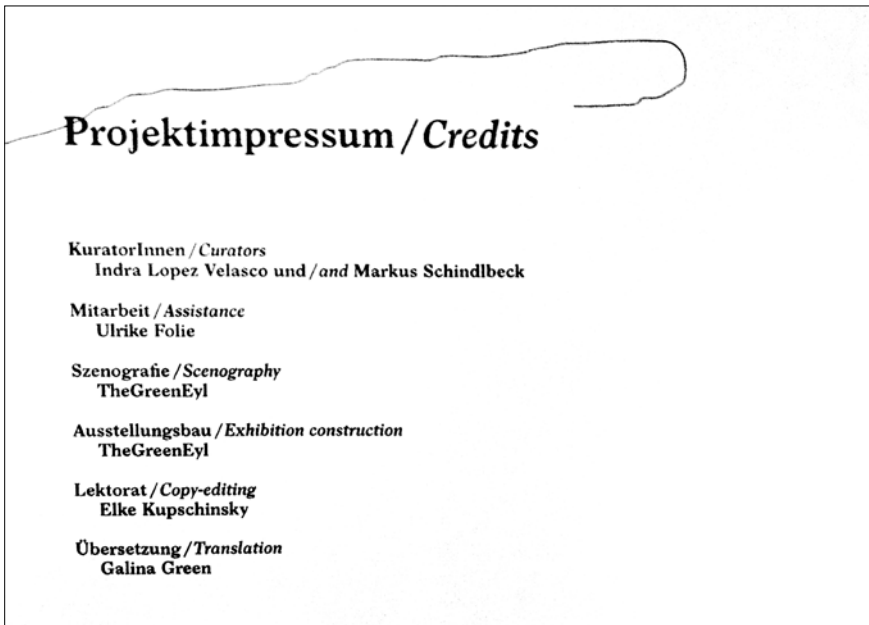 Projektimpressum / Credits
KuratorInnen / Curators
Indra Lopez Velasco und / and Markus Schindlbeck
Mitarbeit / Assistance
Ulrike Folie
Szenografie / Scenography
TheGreenEyl
Ausstellungsbau / Exhibition construction
TheGreenEyl
Lektorat / Copy-editing
Elke Kupschinsky
Übersetzung / Translation
Galina Green